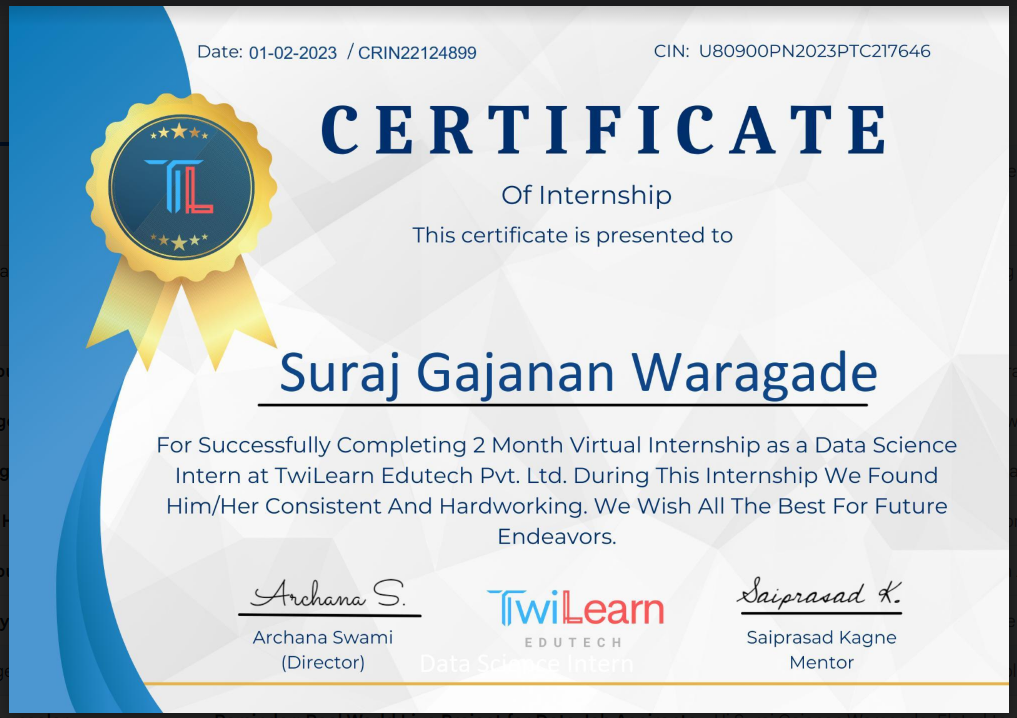 Date: 01-02-2023 / CRIN22124899
CIN: U80900PN2023PTC217646
TL
CERTIFICATE
Of Internship
This certificate is presented to
Suraj Gajanan Waragade
For Successfully Completing 2 Month Virtual Internship as a Data Science
Intern at TwiLearn Edutech Pvt. Ltd. During This Internship We Found
Him/Her Consistent And Hardworking. We Wish All The Best For Future
Endeavors.
Archana S.
Archana Swami
(Director)
TwiLearn
EDUTECH
Data Science Intern
Saiprasad K.
Saiprasad Kagne
Mentor